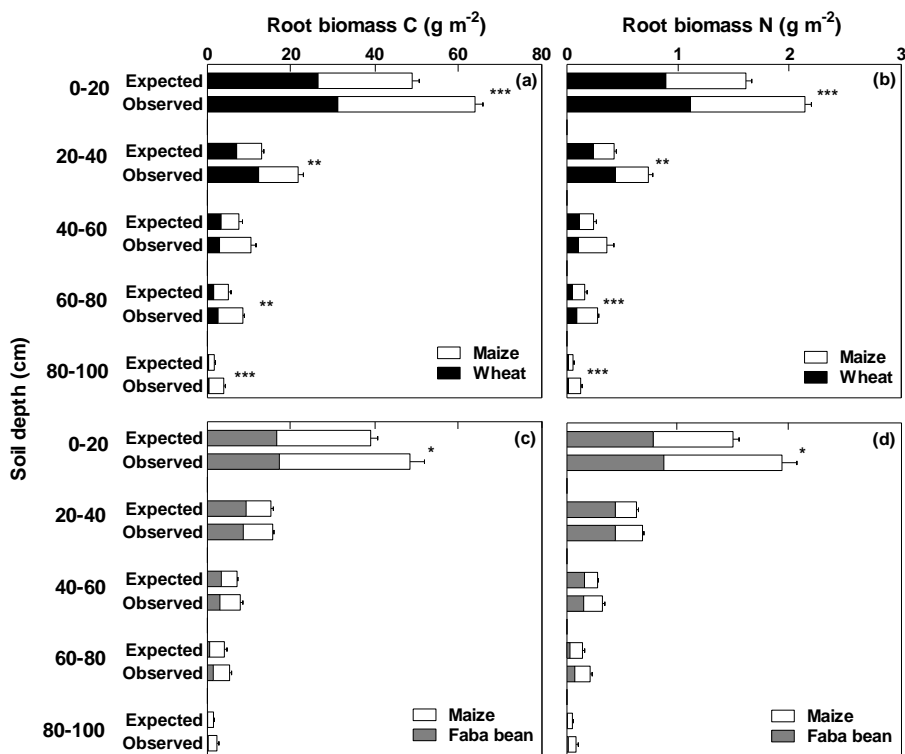 Root biomass C (g m-2) Root biomass N (g m-2)
0 20 40 60 80 0 1 2 3
0-20 Expected (a) (b)
Observed *** ***
20-40 Expected
Observed ** **
40-60 Expected
Observed
60-80 Expected
Observed ** ***
80-100 Expected Maize Maize
Observed *** Wheat *** Wheat
Soil depth (cm)
0-20 Expected (c) (d)
Observed * *
20-40 Expected
Observed
40-60 Expected
Observed
60-80 Expected
Observed
80-100 Expected Maize Maize
Observed Faba bean Faba bean